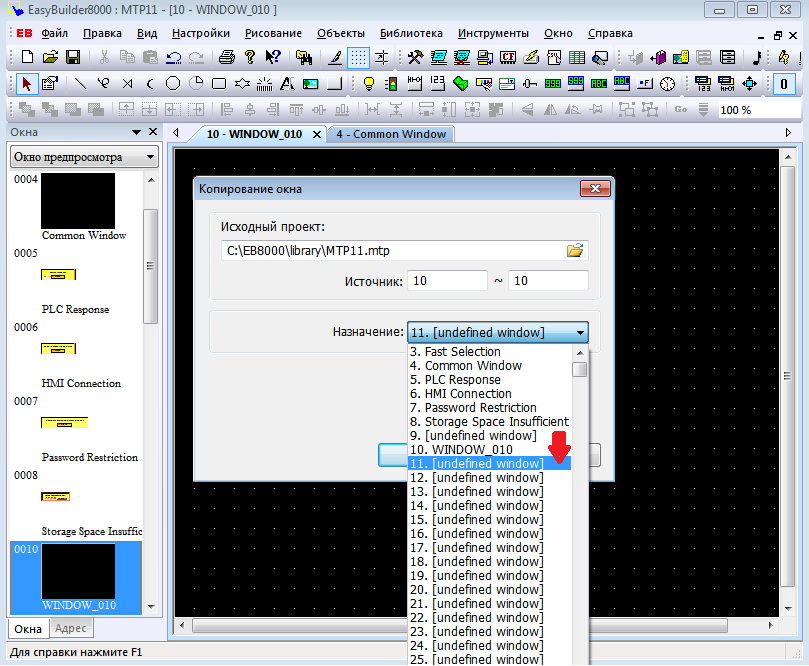 EasyBuilder8000 : MTP11 - [10 - WINDOW_010 ]
EB Файл Правка Вид Настройки Рисование Объекты Библиотека Инструменты Окно Справка
CT
0
Go 100 %
Окна
10 - WINDOW_010
4 - Common Window
Окно предпросмотра
0004
Common Window
0005
PLC Response
0006
HMI Connection
0007
Password Restriction
0008
Storage Space Insuffic
0010
WINDOW_010
Окна Адрес
Копирование окна
Исходный проект:
C:\EB8000\library\MTP11.mtp
Источник: 10 ~ 10
Назначение: 11. [undefined window]
3. Fast Selection
4. Common Window
5. PLC Response
6. HMI Connection
7. Password Restriction
8. Storage Space Insufficient
9. [undefined window]
10. WINDOW_010
11. [undefined window]
12. [undefined window]
13. [undefined window]
14. [undefined window]
15. [undefined window]
16. [undefined window]
17. [undefined window]
18. [undefined window]
19. [undefined window]
20. [undefined window]
21. [undefined window]
22. [undefined window]
23. [undefined window]
24. [undefined window]
25. [undefined window]
Для справки нажмите F1